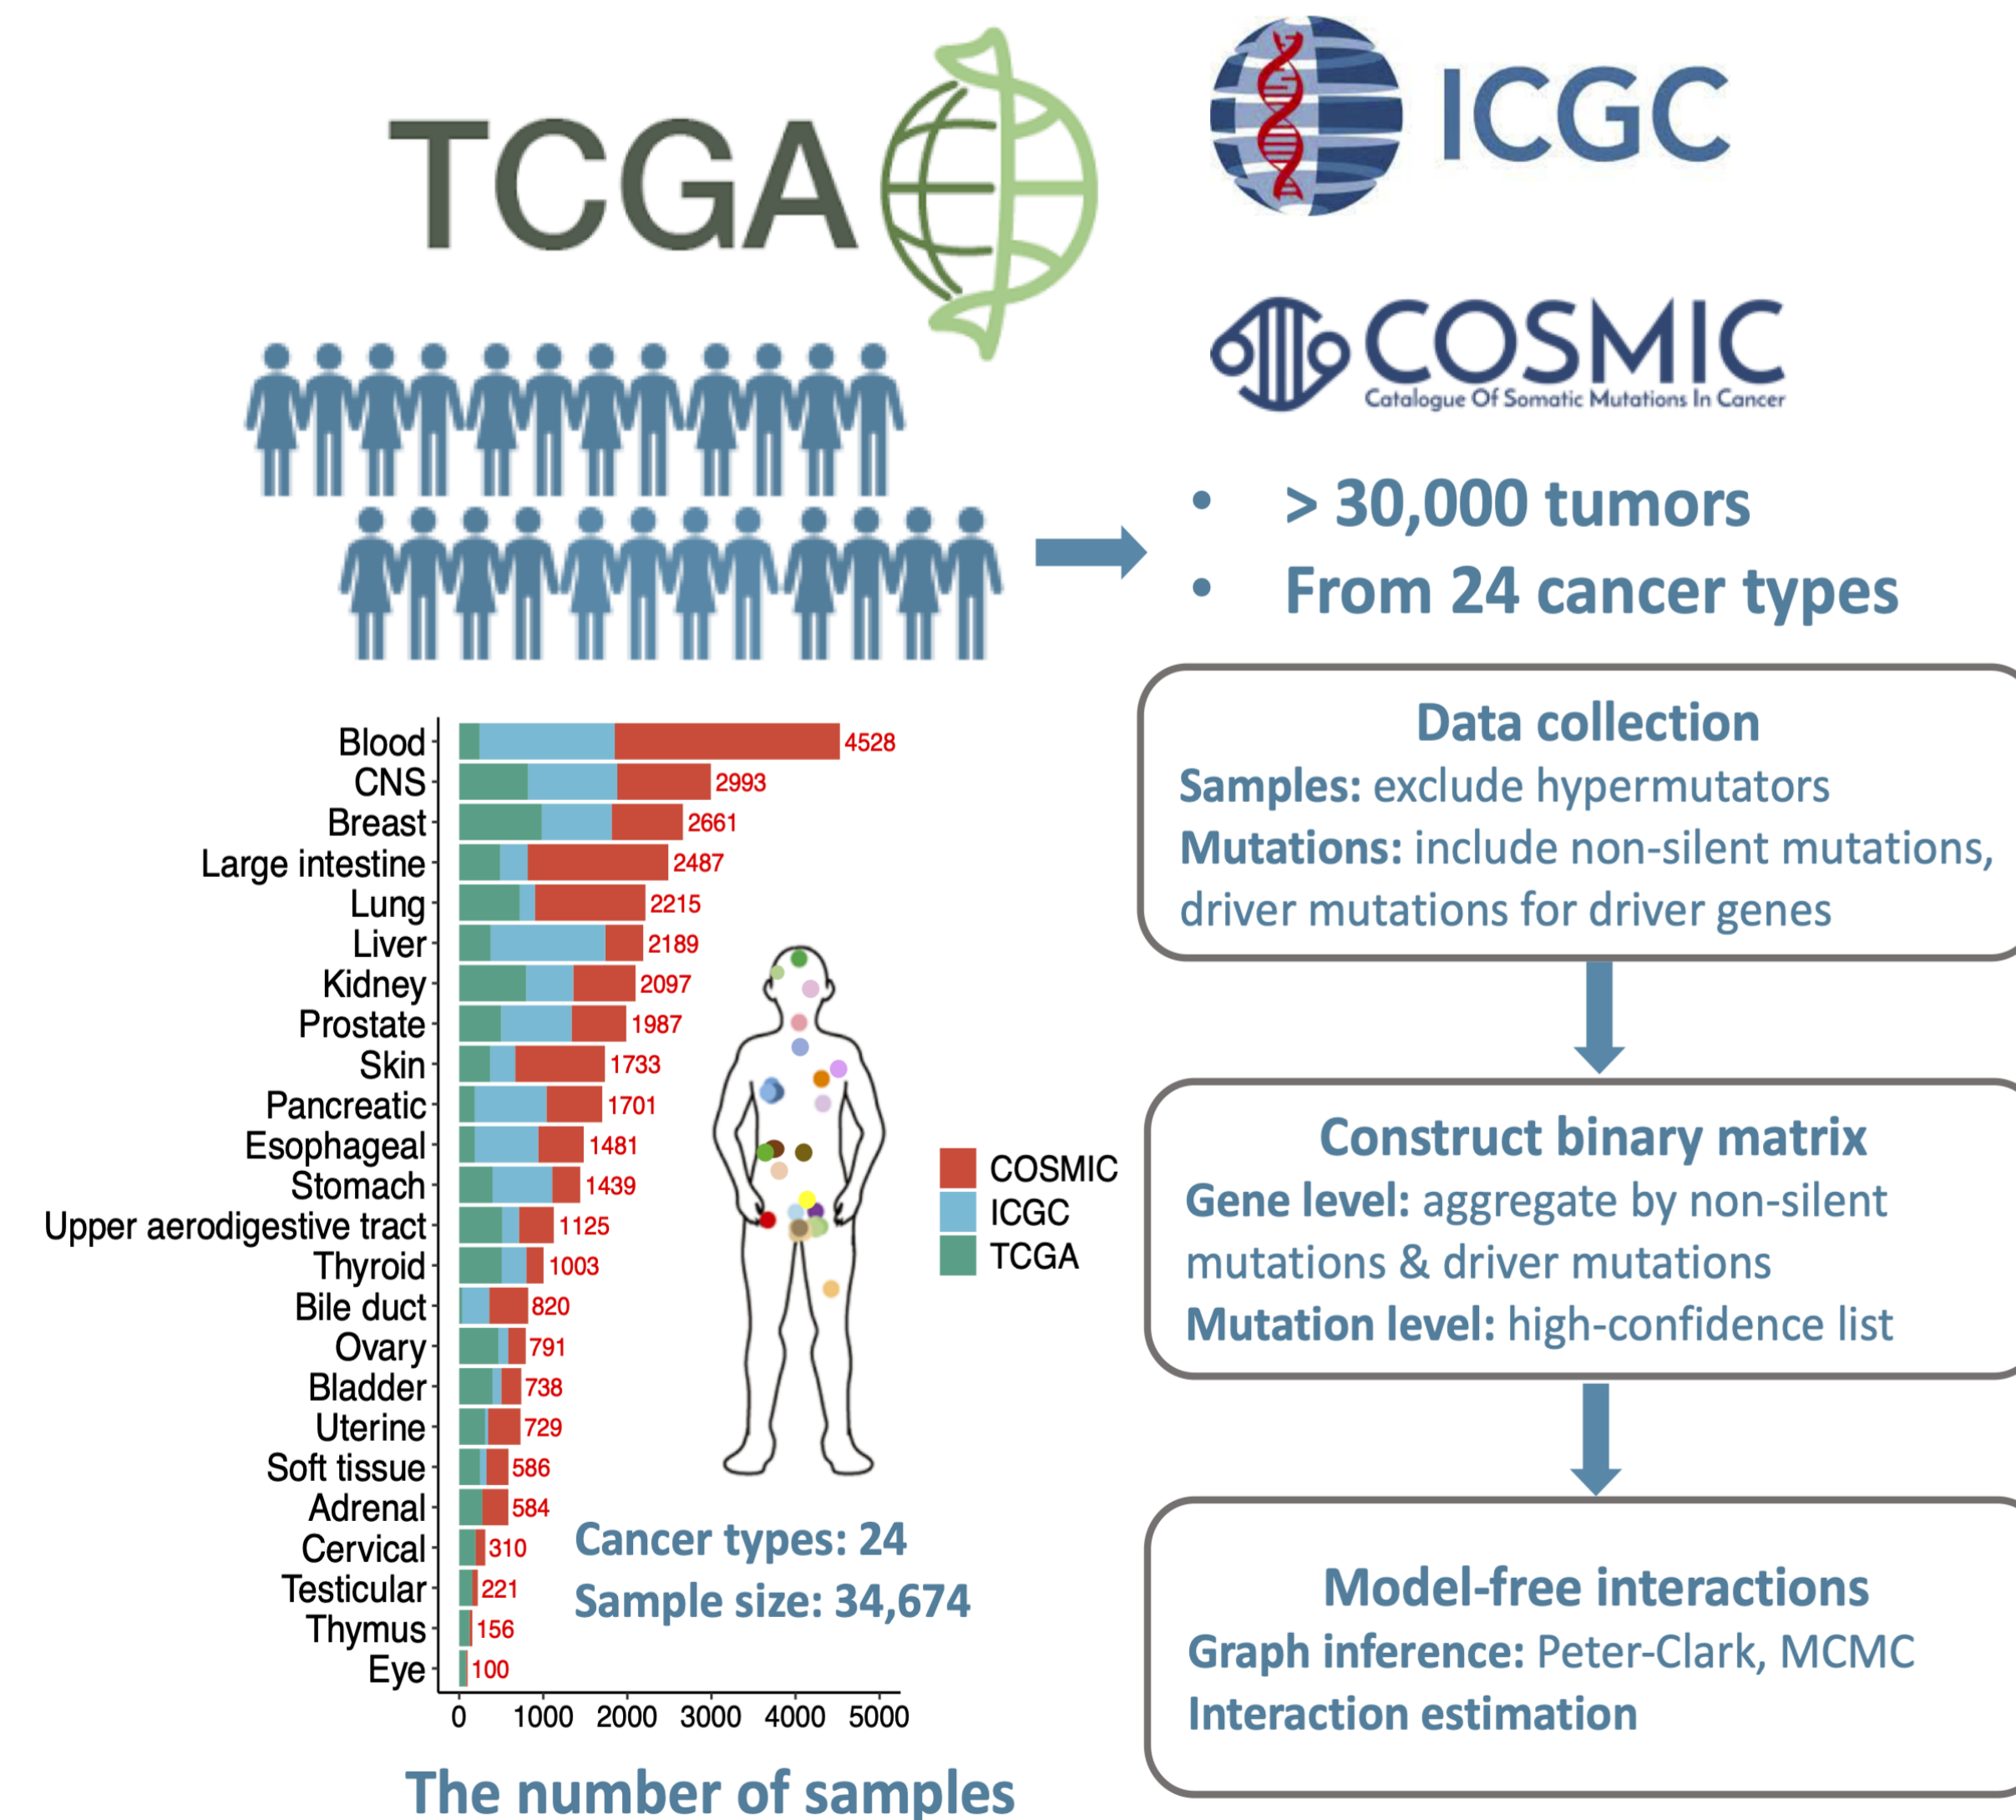 TCGA
ICGC
COSMIC
Catalogue Of Somatic Mutations In Cancer
• > 30,000 tumors
• From 24 cancer types
Blood 4528
CNS 2993
Breast 2661
Large intestine 2487
Lung 2215
Liver 2189
Kidney 2097
Prostate 1987
Skin 1733
Pancreatic 1701
Esophageal 1481
Stomach 1439
Upper aerodigestive tract 1125
Thyroid 1003
Bile duct 820
Ovary 791
Bladder 738
Uterine 729
Soft tissue 586
Adrenal 584
Cervical 310
Testicular 221
Thymus 156
Eye 100
0 1000 2000 3000 4000 5000
The number of samples
COSMIC
ICGC
TCGA
Cancer types: 24
Sample size: 34,674
Data collection
Samples: exclude hypermutators
Mutations: include non-silent mutations,
driver mutations for driver genes
Construct binary matrix
Gene level: aggregate by non-silent
mutations & driver mutations
Mutation level: high-confidence list
Model-free interactions
Graph inference: Peter-Clark, MCMC
Interaction estimation